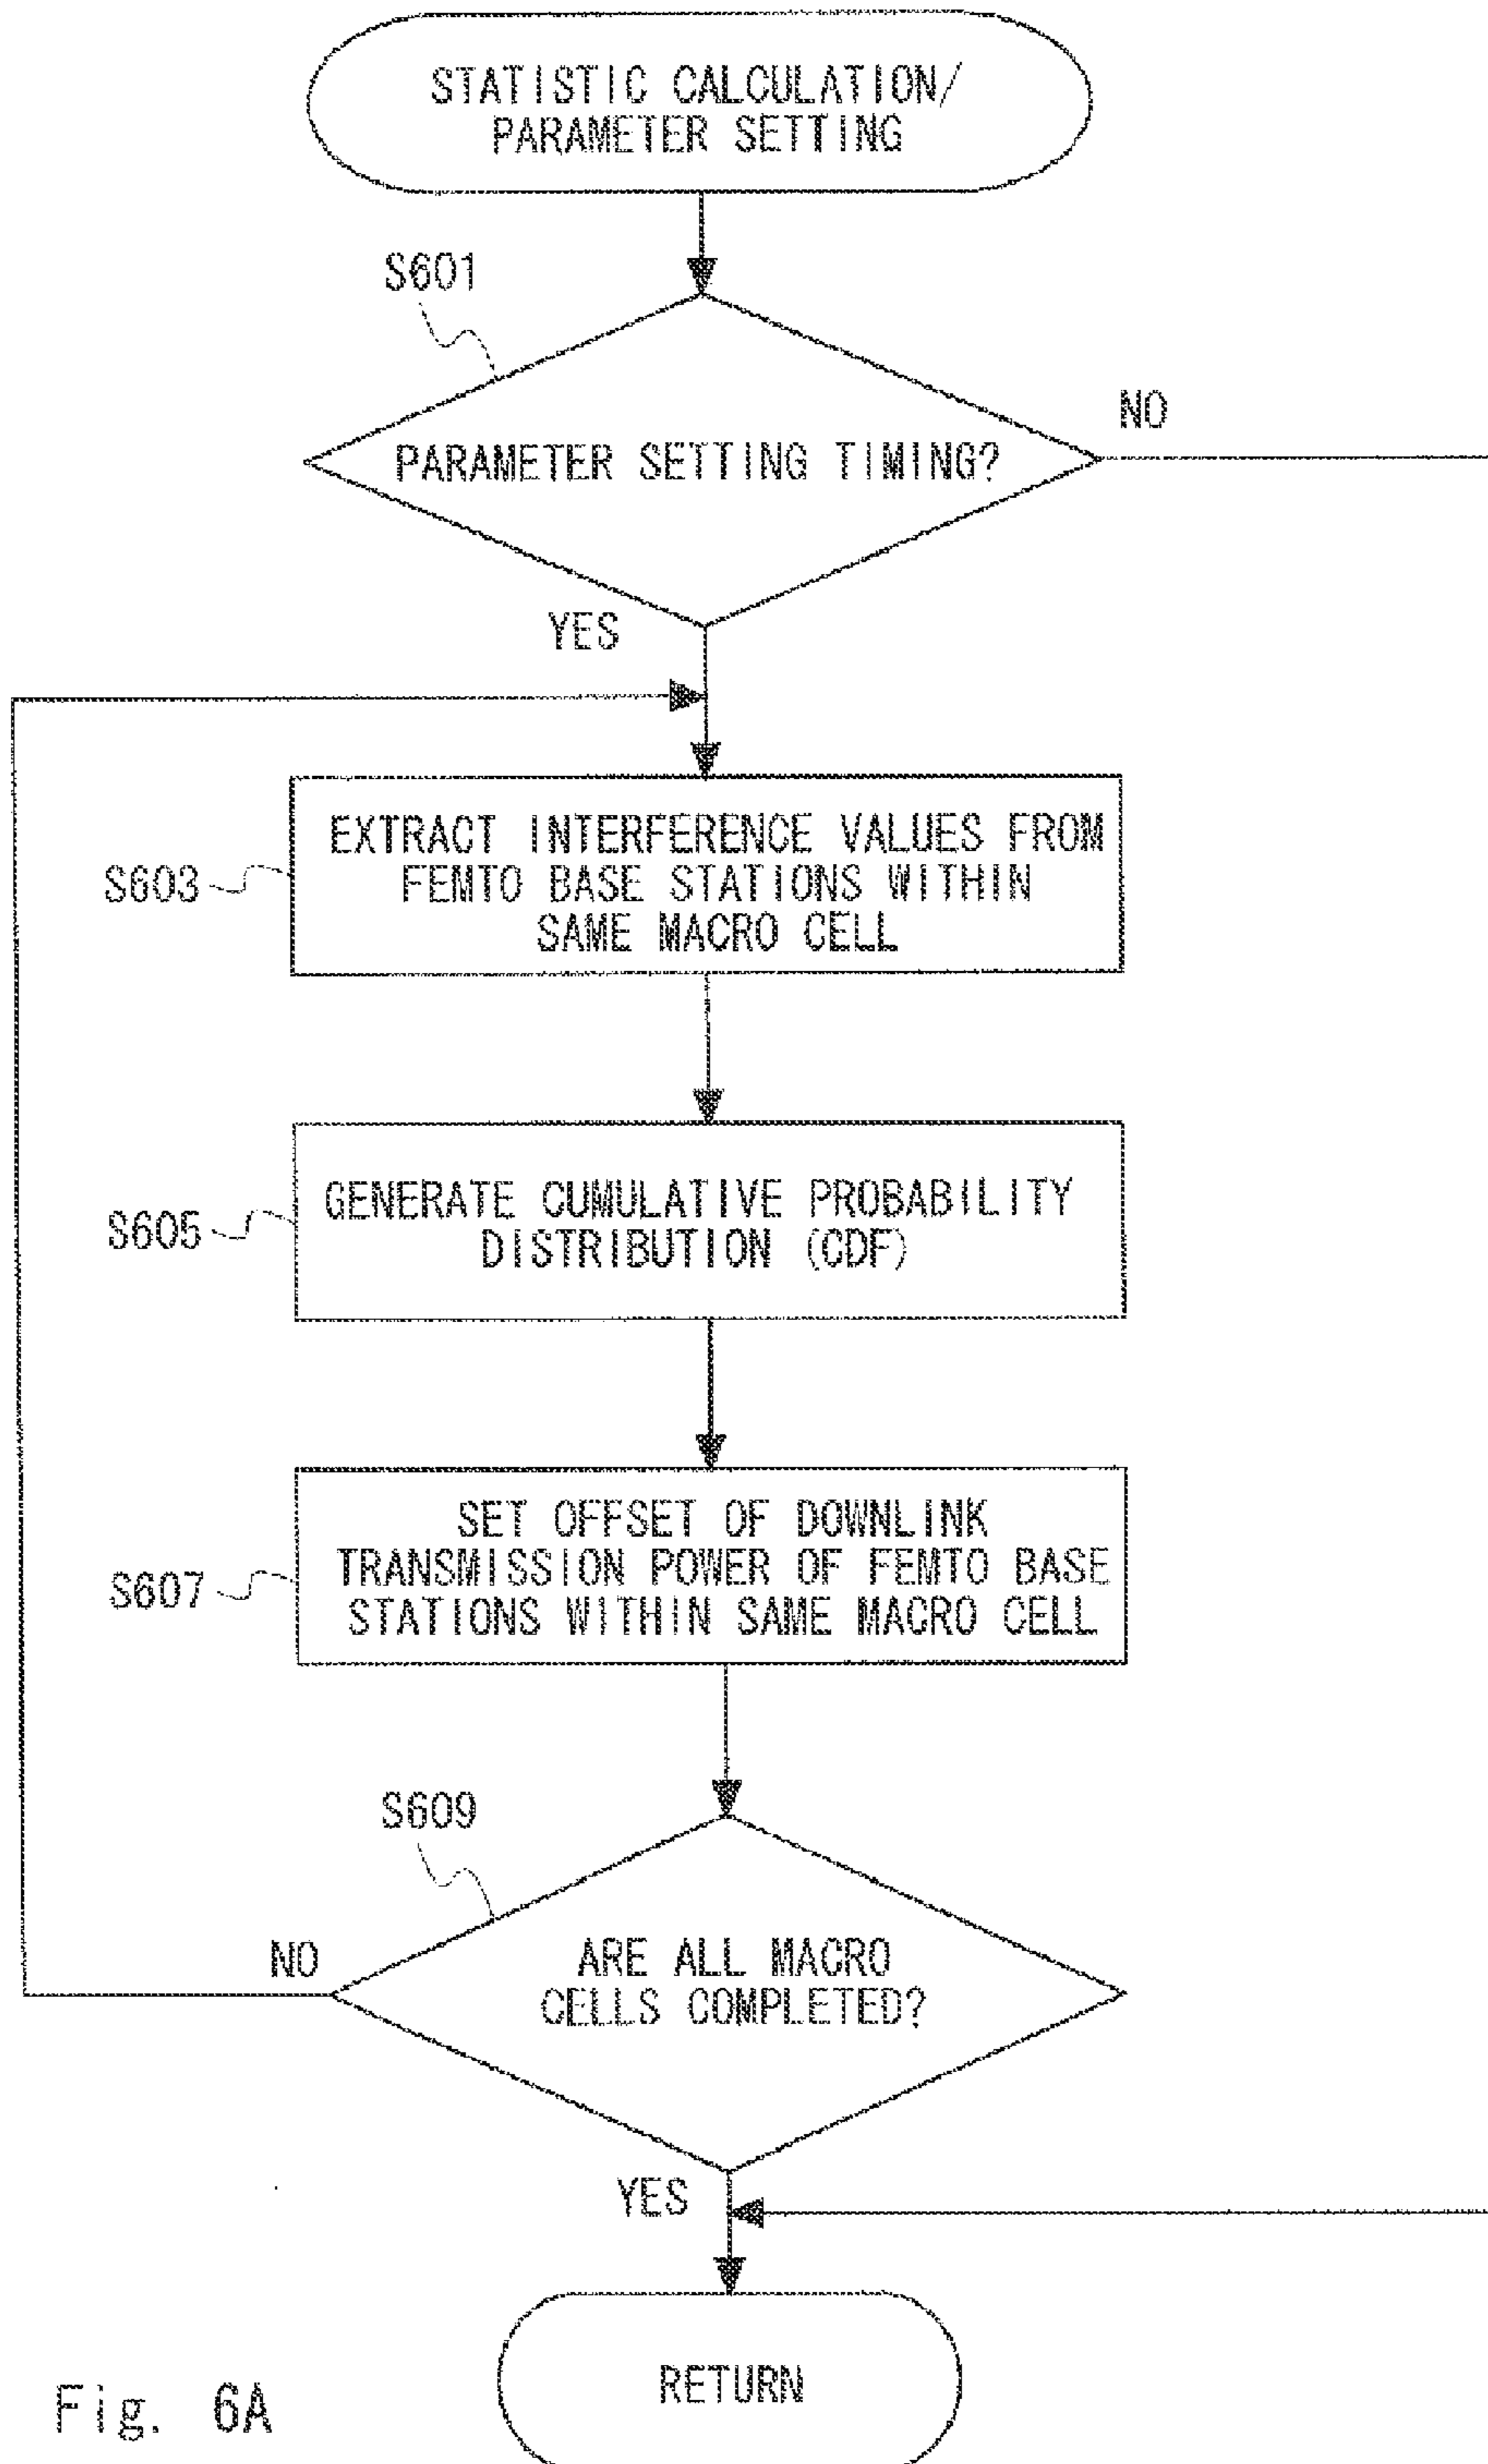 STATISTIC CALCULATION/
PARAMETER SETTING
S601
PARAMETER SETTING TIMING?
NO
YES
S603
EXTRACT INTERFERENCE VALUES FROM
FEMTO BASE STATIONS WITHIN
SAME MACRO CELL
S605
GENERATE CUMULATIVE PROBABILITY
DISTRIBUTION (CDF)
S607
SET OFFSET OF DOWNLINK
TRANSMISSION POWER OF FEMTO BASE
STATIONS WITHIN SAME MACRO CELL
S609
ARE ALL MACRO
CELLS COMPLETED?
NO
YES
RETURN
Fig. 6A